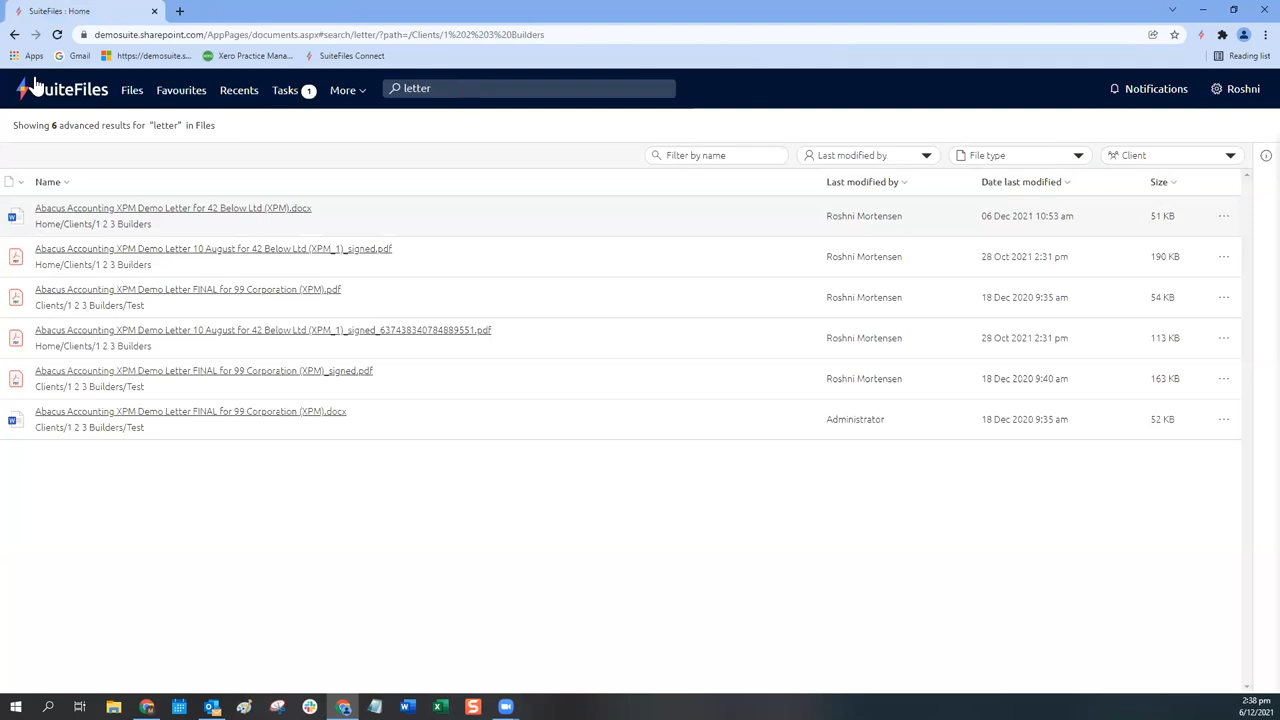 SuiteFiles : Home
demosuite.sharepoint.com/AppPages/documents.aspx#search/letter/?path=/Clients/1%202%203%20Builders
Apps Gmail https://demosuite.s... Xero Practice Mana... SuiteFiles Connect Reading list
SuiteFiles Files Favourites Recents Tasks 1 More letter Notifications Roshni
Showing 6 advanced results for "letter" in Files
Filter by name Last modified by File type Client
Name Last modified by Date last modified Size
Abacus Accounting XPM Demo Letter for 42 Below Ltd (XPM).docx
Home/Clients/1 2 3 Builders
Roshni Mortensen 06 Dec 2021 10:53 am 51 KB
Abacus Accounting XPM Demo Letter 10 August for 42 Below Ltd (XPM_1)_signed.pdf
Home/Clients/1 2 3 Builders
Roshni Mortensen 28 Oct 2021 2:31 pm 190 KB
Abacus Accounting XPM Demo Letter FINAL for 99 Corporation (XPM).pdf
Clients/1 2 3 Builders/Test
Roshni Mortensen 18 Dec 2020 9:35 am 54 KB
Abacus Accounting XPM Demo Letter 10 August for 42 Below Ltd (XPM_1)_signed_637438340784889551.pdf
Home/Clients/1 2 3 Builders
Roshni Mortensen 28 Oct 2021 2:31 pm 113 KB
Abacus Accounting XPM Demo Letter FINAL for 99 Corporation (XPM)_signed.pdf
Clients/1 2 3 Builders/Test
Roshni Mortensen 18 Dec 2020 9:40 am 163 KB
Abacus Accounting XPM Demo Letter FINAL for 99 Corporation (XPM).docx
Clients/1 2 3 Builders/Test
Administrator 18 Dec 2020 9:35 am 52 KB
2:38 pm
6/12/2021